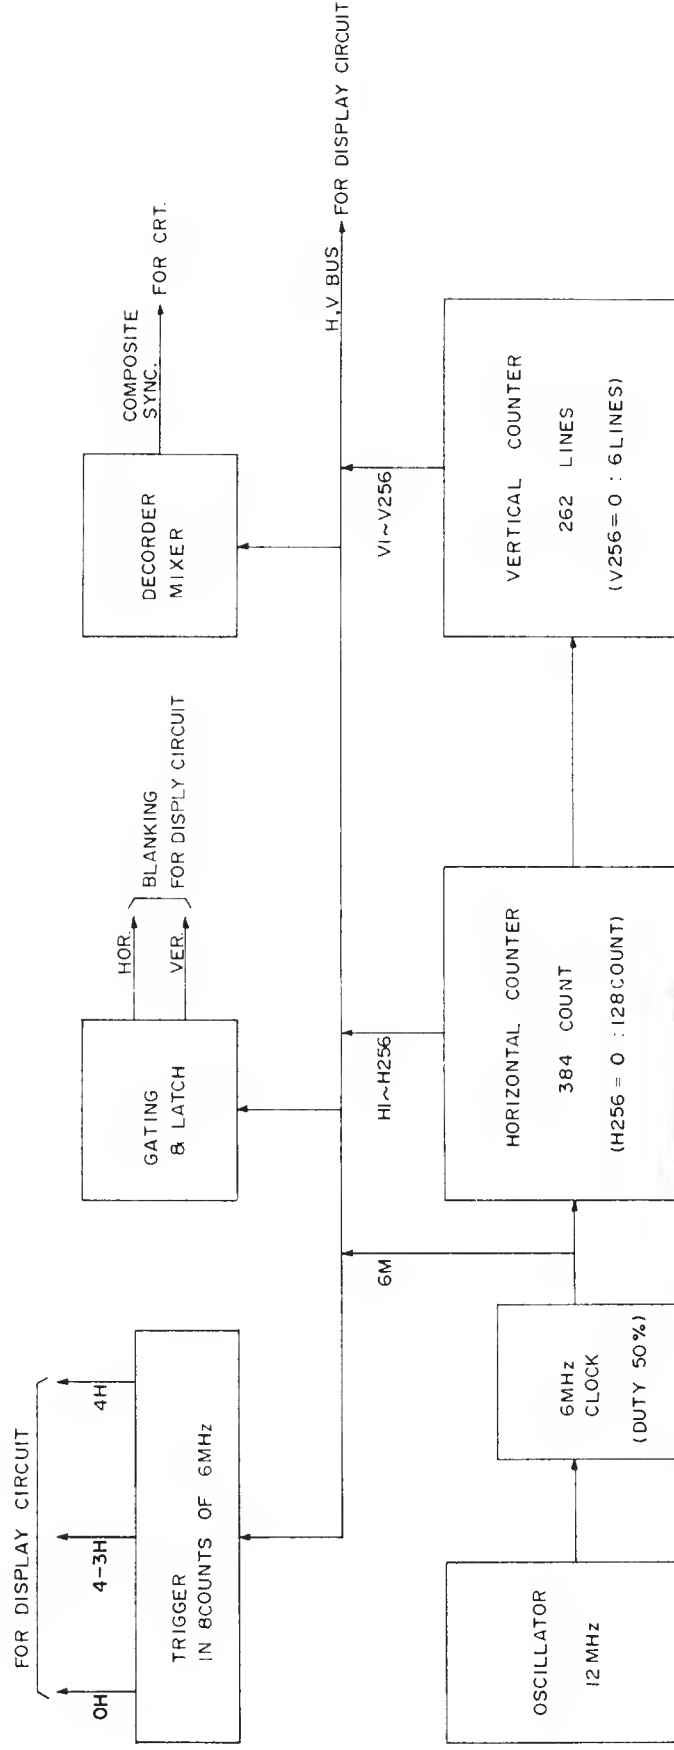 FOR DISPLAY CIRCUIT
0H
4-3H
4H
TRIGGER
IN 8COUNTS OF 6MHz
HOR.
VER.
BLANKING
FOR DISPLY CIRCUIT
GATING
& LATCH
COMPOSITE
SYNC.
FOR CRT.
DECORDER
MIXER
H,V BUS
FOR DISPLAY CIRCUIT
6M
H1~H256
V1~V256
OSCILLATOR
12MHz
6MHz
CLOCK
(DUTY 50%)
HORIZONTAL COUNTER
384 COUNT
(H256 = 0 : 128COUNT)
VERTICAL COUNTER
262 LINES
(V256 = 0 : 6LINES)